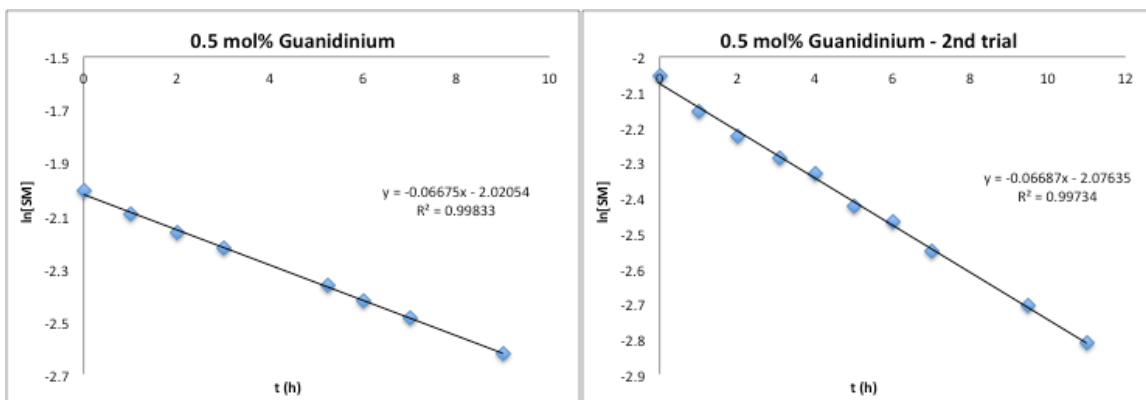 0.5 mol% Guanidinium
-1.5
0 2 4 6 8 10
-1.7
-1.9
y = -0.06675x - 2.02054
R² = 0.99833
ln[SM]
-2.1
-2.3
-2.5
-2.7
t (h)
0.5 mol% Guanidinium - 2nd trial
-2
0 2 4 6 8 10 12
-2.1
-2.2
-2.3
y = -0.06687x - 2.07635
R² = 0.99734
-2.4
ln[SM]
-2.5
-2.6
-2.7
-2.8
-2.9
t (h)